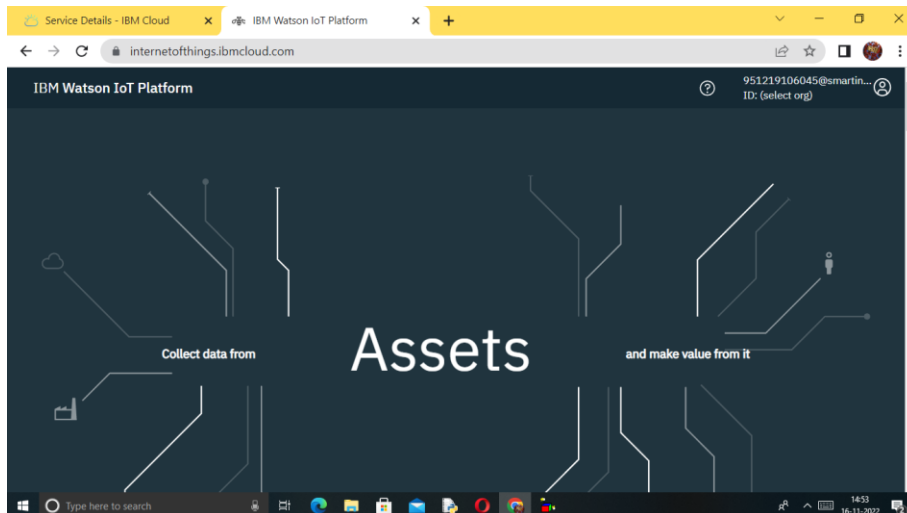 Service Details - IBM Cloud
IBM Watson IoT Platform
internetofthings.ibmcloud.com
IBM Watson IoT Platform
951219106045@smartin...
ID: (select org)
Collect data from
Assets
and make value from it
Type here to search
14:53
16-11-2022